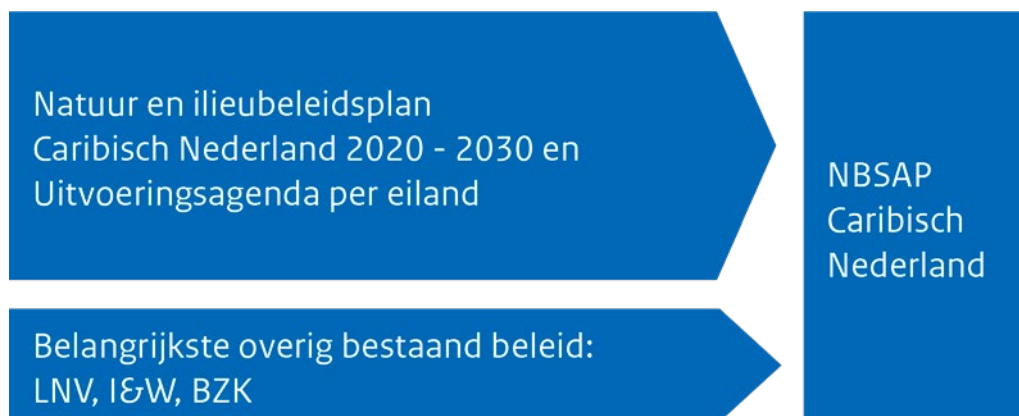 Natuur en ilieubeleidsplan
Caribisch Nederland 2020 - 2030 en
Uitvoeringsagenda per eiland
Belangrijkste overig bestaand beleid:
LNV, I&W, BZK
NBSAP
Caribisch
Nederland